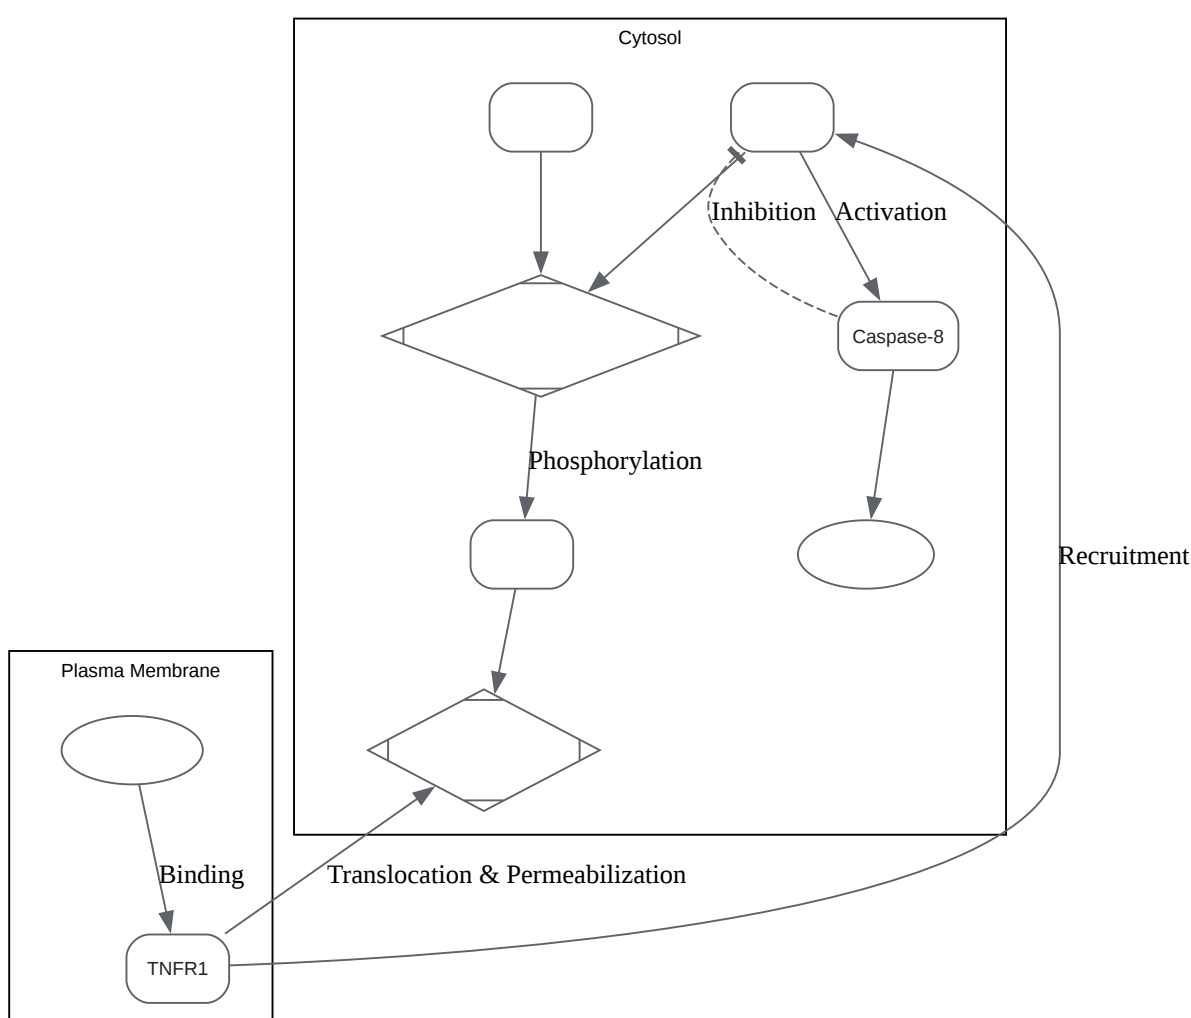 Cytosol
Inhibition
Activation
Caspase-8
Phosphorylation
Recruitment
Plasma Membrane
Binding
Translocation & Permeabilization
TNFR1